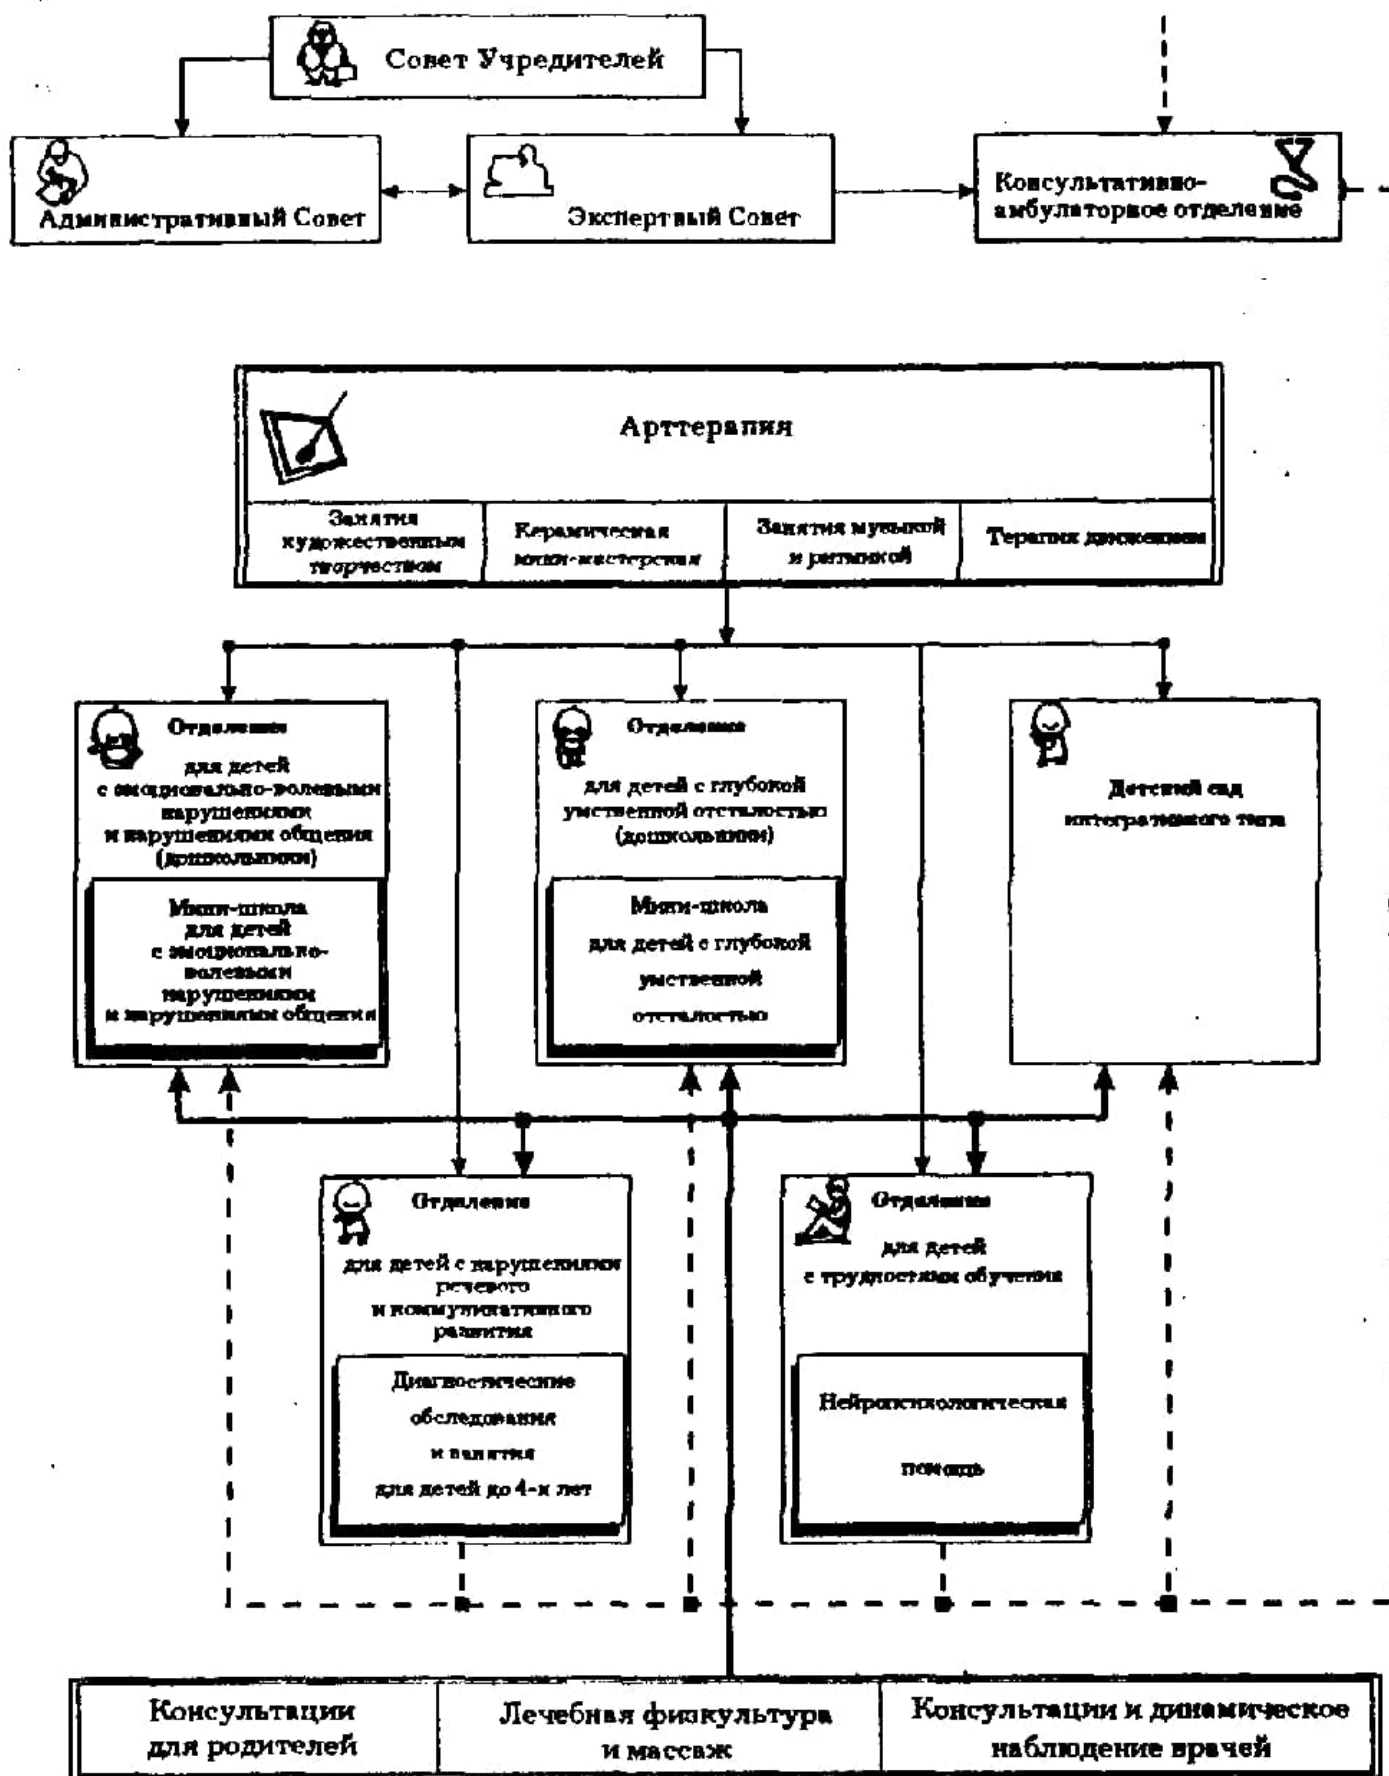 Совет Учредителей
Административный Совет
Экспертный Совет
Консультативно-
амбулаторное отделение
Арттерапия
Занятия
художественным
творчеством
Керамическая
мини-мастерская
Занятия музыкой
и ритмикой
Терапия движением
Отделение
для детей
с эмоционально-волевыми
нарушениями
и нарушениями общения
(дошкольники)
Мини-школа
для детей
с эмоционально-
волевыми
нарушениями
и нарушениями общения
Отделение
для детей с глубокой
умственной отсталостью
(дошкольники)
Мини-школа
для детей с глубокой
умственной
отсталостью
Детский сад
интегративного типа
Отделение
для детей с нарушениями
речевого
и коммуникативного
развития
Диагностические
обследования
и занятия
для детей до 4-х лет
Отделение
для детей
с трудностями обучения
Нейропсихологическая
помощь
Консультации
для родителей
Лечебная физкультура
и массаж
Консультации и динамическое
наблюдение врачей